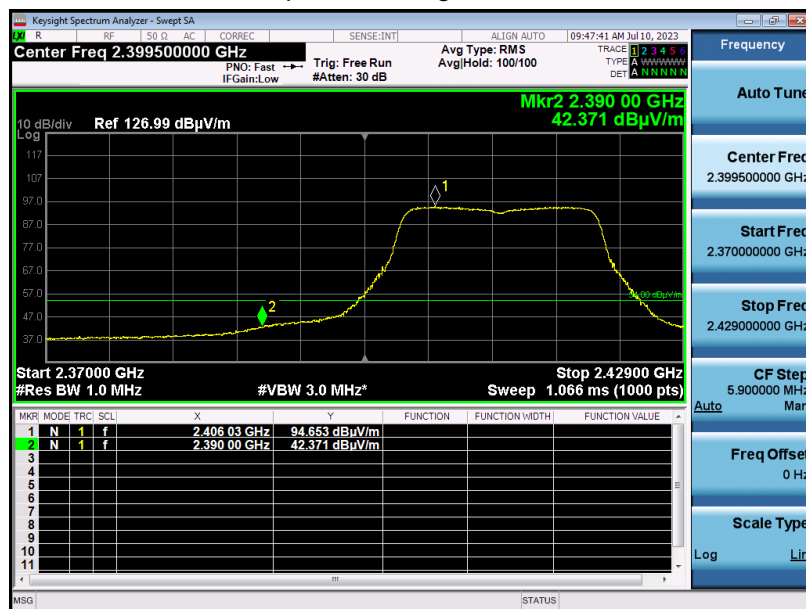 Keysight Spectrum Analyzer - Swept SA
LXI R RF 50 Ω AC CORREC SENSE:INT ALIGN AUTO 09:47:41 AM Jul 10, 2023
Center Freq 2.399500000 GHz
PNO: Fast
IFGain:Low
Trig: Free Run
#Atten: 30 dB
Avg Type: RMS
Avg|Hold: 100/100
TRACE 1 2 3 4 5 6
TYPE A WWWWW
DET A N N N N N
Mkr2 2.390 00 GHz
42.371 dBµV/m
10 dB/div Ref 126.99 dBµV/m
Log
117
107
97.0
87.0
77.0
67.0
57.0
47.0
37.0
1
2
54.00 dBµV/m
Start 2.37000 GHz Stop 2.42900 GHz
#Res BW 1.0 MHz #VBW 3.0 MHz* Sweep 1.066 ms (1000 pts)
MKR MODE TRC SCL X Y FUNCTION FUNCTION WIDTH FUNCTION VALUE
1 N 1 f 2.406 03 GHz 94.653 dBµV/m
2 N 1 f 2.390 00 GHz 42.371 dBµV/m
3
4
5
6
7
8
9
10
11
MSG STATUS
Frequency
Auto Tune
Center Freq
2.399500000 GHz
Start Freq
2.370000000 GHz
Stop Freq
2.429000000 GHz
CF Step
5.900000 MHz
Auto Man
Freq Offset
0 Hz
Scale Type
Log Lin